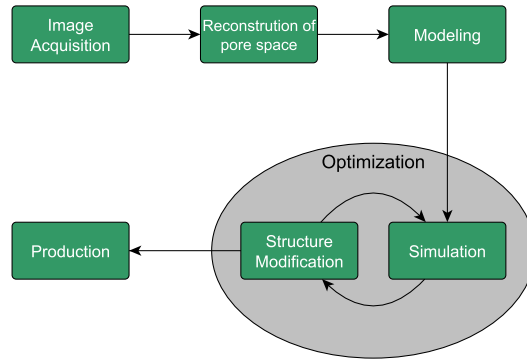 Image
Acquisition
Reconstrution of
pore space
Modeling
Optimization
Production
Structure
Modification
Simulation